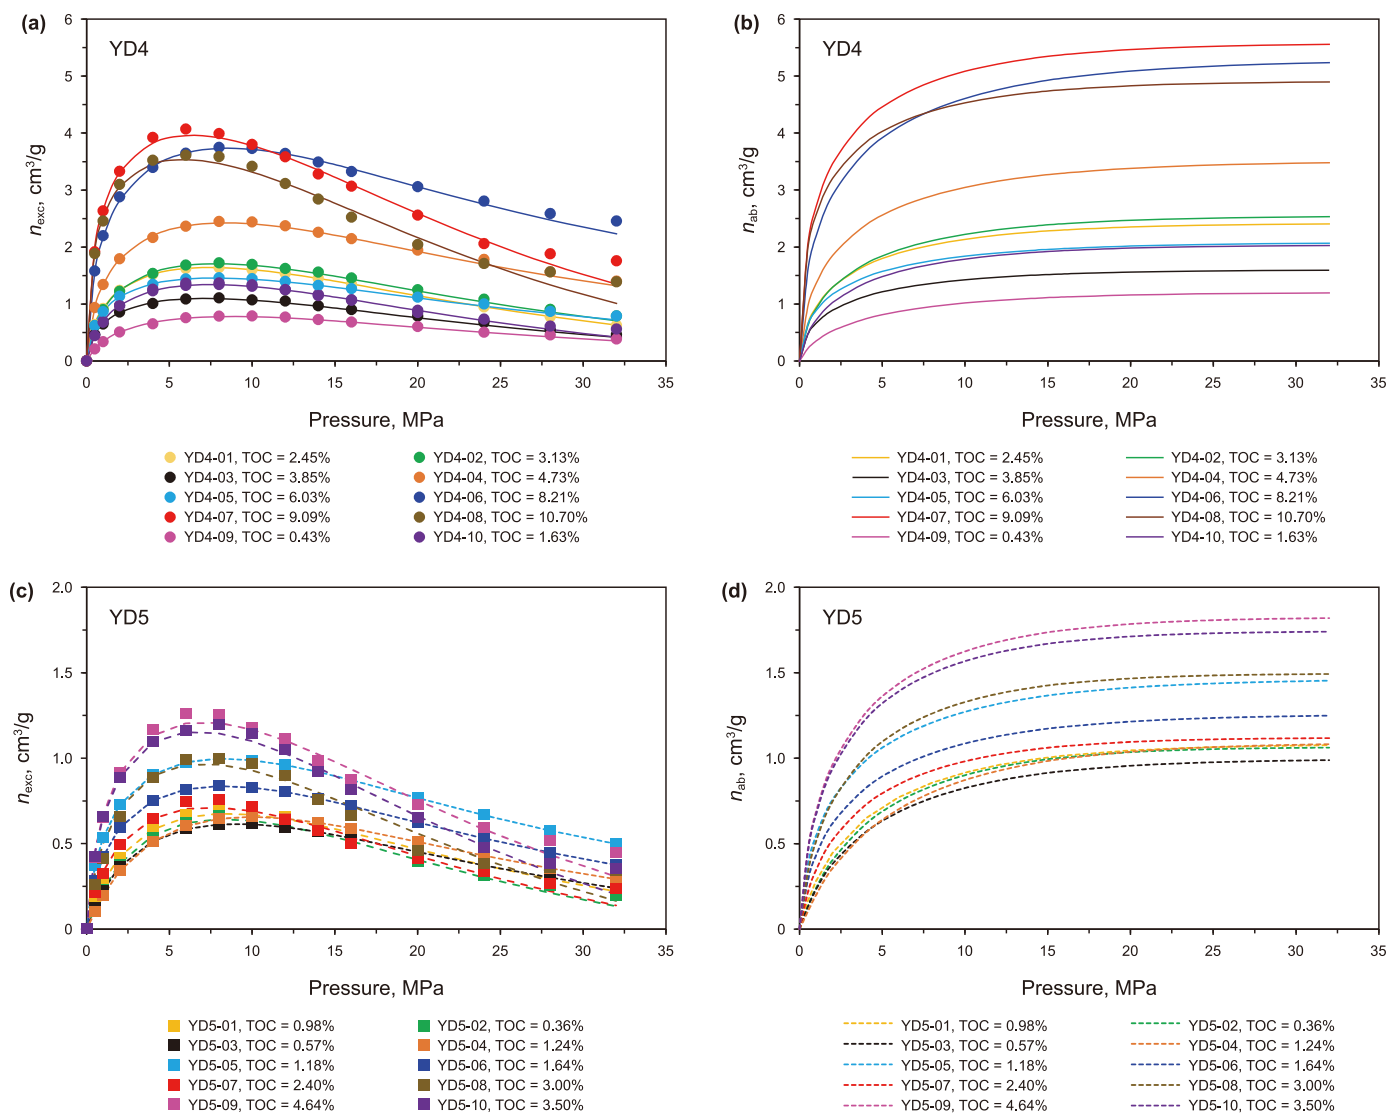 (a)
YD4
6
5
4
3
2
1
0
n_exc, cm³/g
0 5 10 15 20 25 30 35
Pressure, MPa
YD4-01, TOC = 2.45% YD4-02, TOC = 3.13%
YD4-03, TOC = 3.85% YD4-04, TOC = 4.73%
YD4-05, TOC = 6.03% YD4-06, TOC = 8.21%
YD4-07, TOC = 9.09% YD4-08, TOC = 10.70%
YD4-09, TOC = 0.43% YD4-10, TOC = 1.63%
(b)
YD4
6
5
4
3
2
1
0
n_ab, cm³/g
0 5 10 15 20 25 30 35
Pressure, MPa
YD4-01, TOC = 2.45% YD4-02, TOC = 3.13%
YD4-03, TOC = 3.85% YD4-04, TOC = 4.73%
YD4-05, TOC = 6.03% YD4-06, TOC = 8.21%
YD4-07, TOC = 9.09% YD4-08, TOC = 10.70%
YD4-09, TOC = 0.43% YD4-10, TOC = 1.63%
(c)
YD5
2.0
1.5
1.0
0.5
0
n_exc, cm³/g
0 5 10 15 20 25 30 35
Pressure, MPa
YD5-01, TOC = 0.98% YD5-02, TOC = 0.36%
YD5-03, TOC = 0.57% YD5-04, TOC = 1.24%
YD5-05, TOC = 1.18% YD5-06, TOC = 1.64%
YD5-07, TOC = 2.40% YD5-08, TOC = 3.00%
YD5-09, TOC = 4.64% YD5-10, TOC = 3.50%
(d)
YD5
2.0
1.5
1.0
0.5
0
n_ab, cm³/g
0 5 10 15 20 25 30 35
Pressure, MPa
YD5-01, TOC = 0.98% YD5-02, TOC = 0.36%
YD5-03, TOC = 0.57% YD5-04, TOC = 1.24%
YD5-05, TOC = 1.18% YD5-06, TOC = 1.64%
YD5-07, TOC = 2.40% YD5-08, TOC = 3.00%
YD5-09, TOC = 4.64% YD5-10, TOC = 3.50%